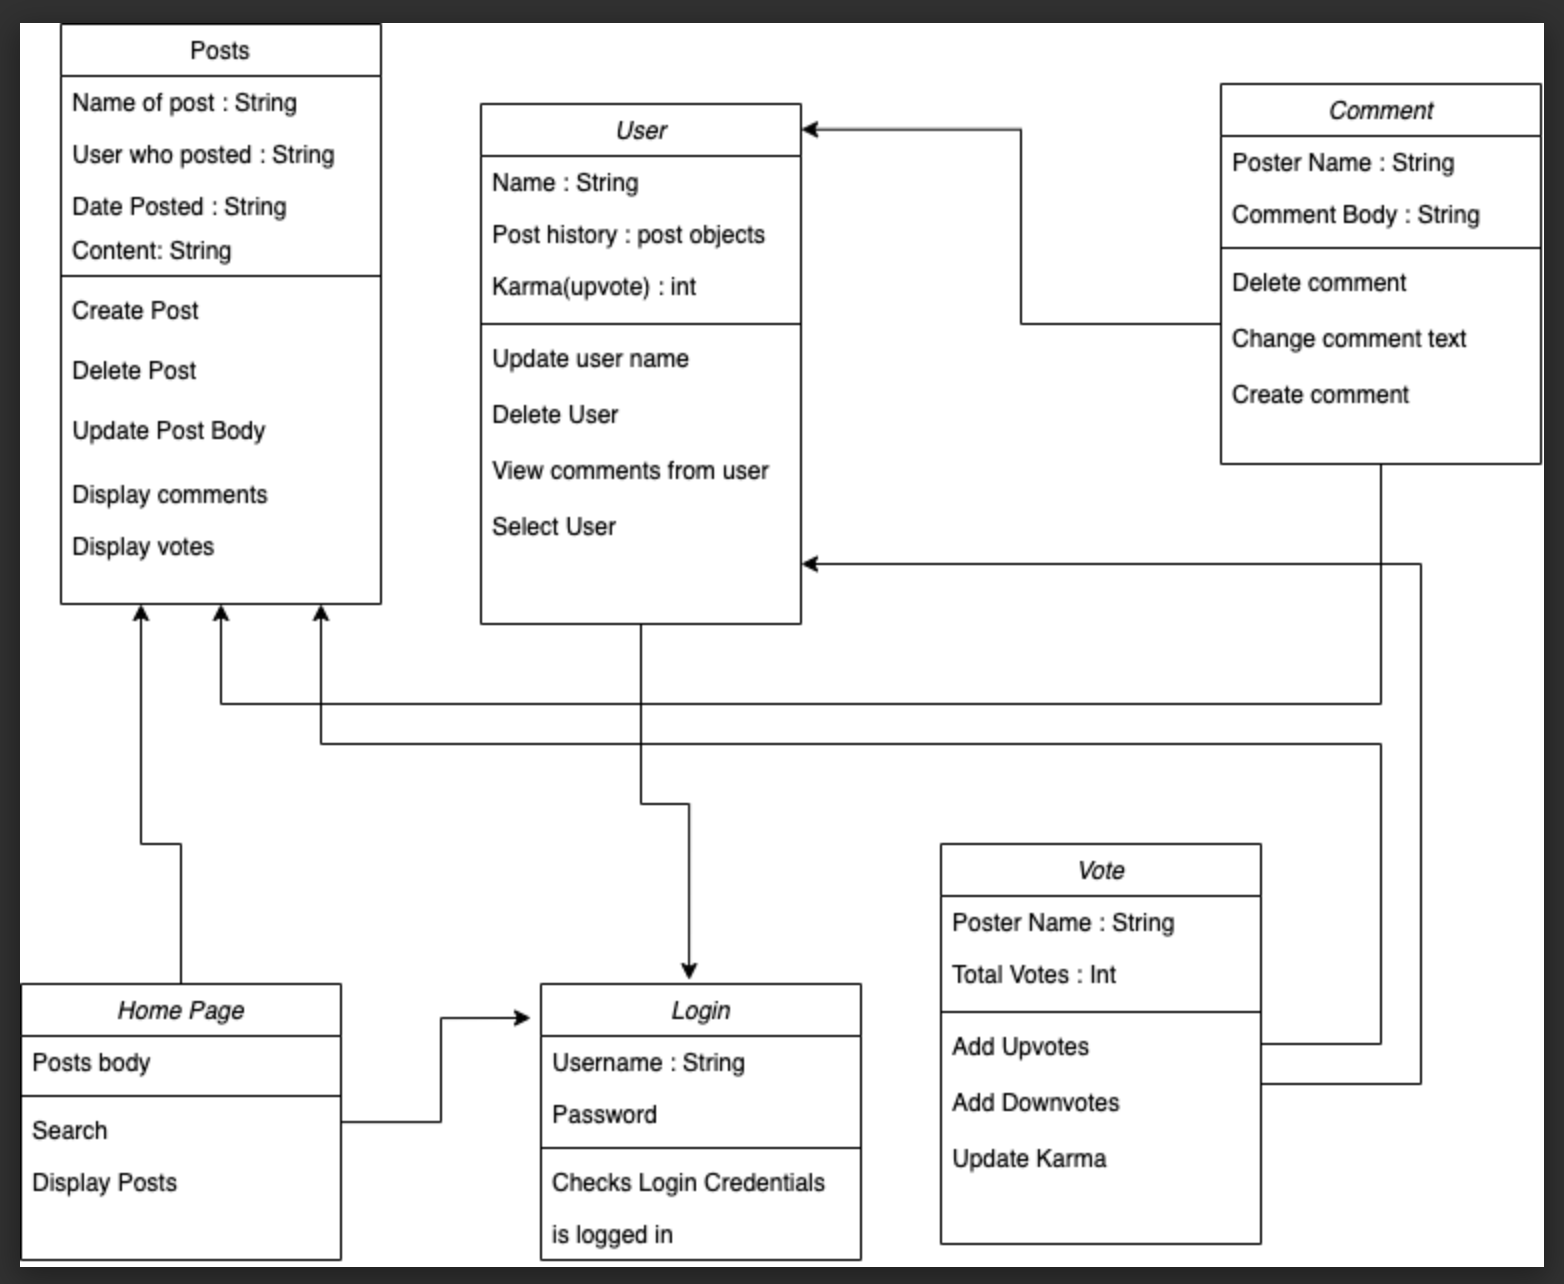 Posts
Name of post : String
User who posted : String
Date Posted : String
Content: String
Create Post
Delete Post
Update Post Body
Display comments
Display votes
User
Name : String
Post history : post objects
Karma(upvote) : int
Update user name
Delete User
View comments from user
Select User
Comment
Poster Name : String
Comment Body : String
Delete comment
Change comment text
Create comment
Home Page
Posts body
Search
Display Posts
Login
Username : String
Password
Checks Login Credentials
is logged in
Vote
Poster Name : String
Total Votes : Int
Add Upvotes
Add Downvotes
Update Karma